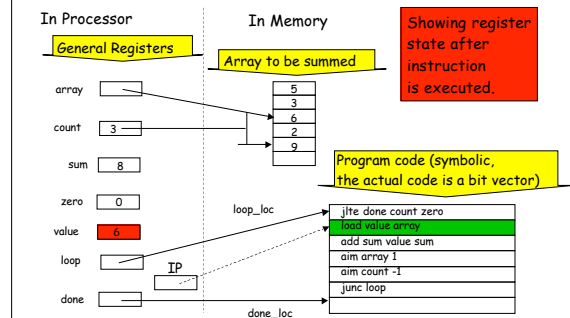 In Processor
In Memory
Showing register
state after
instruction
is executed.
General Registers
Array to be summed
array
count 3
sum 8
zero 0
value 6
loop
IP
done
5
3
6
2
9
Program code (symbolic,
the actual code is a bit vector)
loop_loc
jlte done count zero
load value array
add sum value sum
aim array 1
aim count -1
junc loop
done_loc